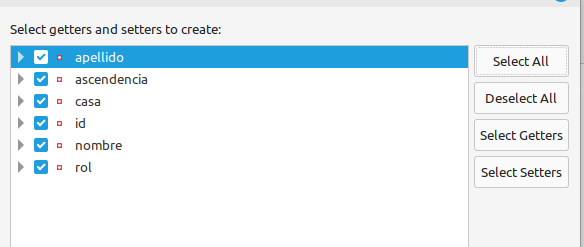 Select getters and setters to create:
apellido
ascendencia
casa
id
nombre
rol
Select All
Deselect All
Select Getters
Select Setters